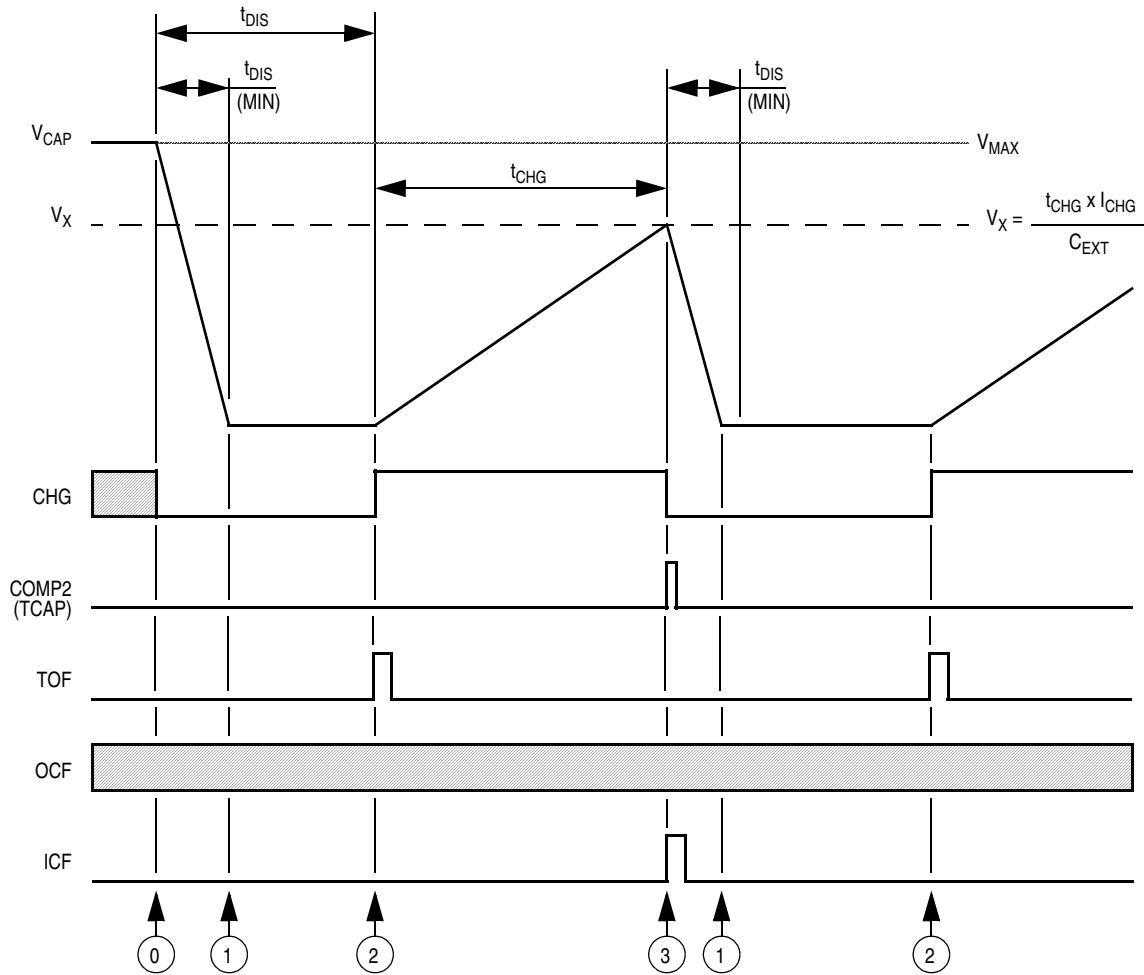 tDIS
tDIS
(MIN)
tDIS
(MIN)
VCAP
VMAX
tCHG
VX
VX = tCHG x ICHG
CEXT
CHG
COMP2
(TCAP)
TOF
OCF
ICF
0 1 2 3 1 2